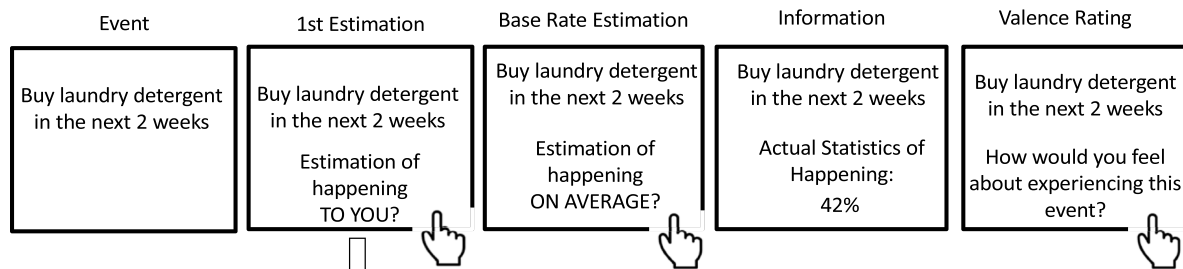 Event
Buy laundry detergent
in the next 2 weeks
1st Estimation
Buy laundry detergent
in the next 2 weeks
Estimation of
happening
TO YOU?
Base Rate Estimation
Buy laundry detergent
in the next 2 weeks
Estimation of
happening
ON AVERAGE?
Information
Buy laundry detergent
in the next 2 weeks
Actual Statistics of
Happening:
42%
Valence Rating
Buy laundry detergent
in the next 2 weeks
How would you feel
about experiencing this
event?